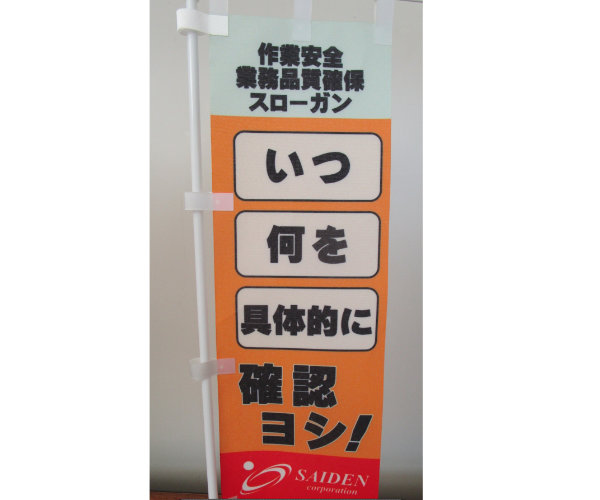 作業安全
業務品質確保
スローガン
いつ
何を
具体的に
確認
ヨシ!
SAIDEN
corporation